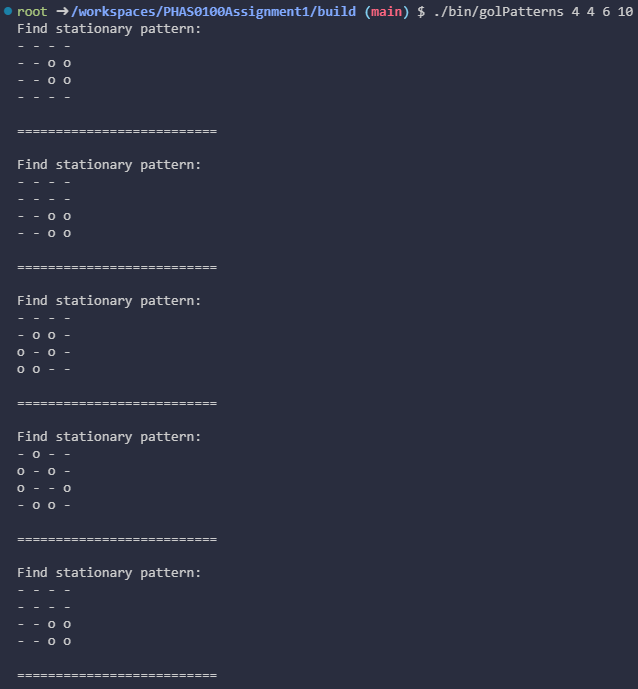 root ➜ /workspaces/PHAS0100Assignment1/build (main) $ ./bin/golPatterns 4 4 6 10
Find stationary pattern:
- - - -
- - o o
- - o o
- - - -
==========================
Find stationary pattern:
- - - -
- - - -
- - o o
- - o o
==========================
Find stationary pattern:
- - - -
- o o -
o - o -
o o - -
==========================
Find stationary pattern:
- o - -
o - o -
o - - o
- o o -
==========================
Find stationary pattern:
- - - -
- - - -
- - o o
- - o o
==========================